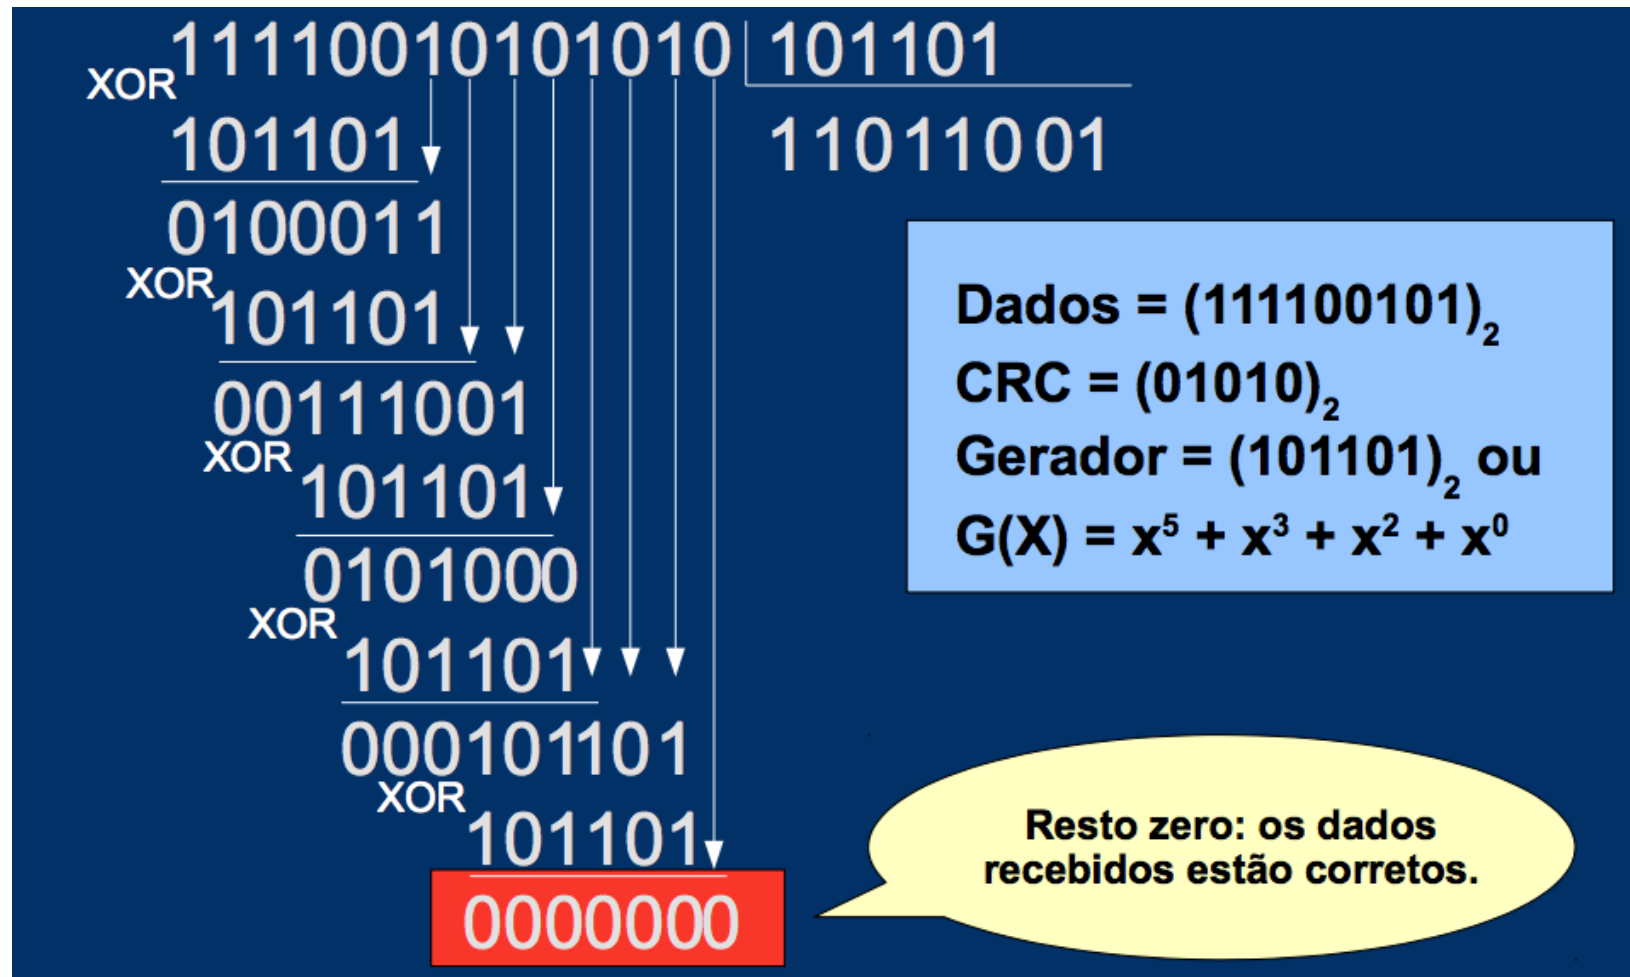 11110010101010 101101
XOR
101101
11011001
0100011
XOR
101101
00111001
XOR
101101
0101000
XOR
101101
000101101
XOR
101101
0000000
Dados = (111100101)₂
CRC = (01010)₂
Gerador = (101101)₂ ou
G(X) = x⁵ + x³ + x² + x⁰
Resto zero: os dados
recebidos estão corretos.